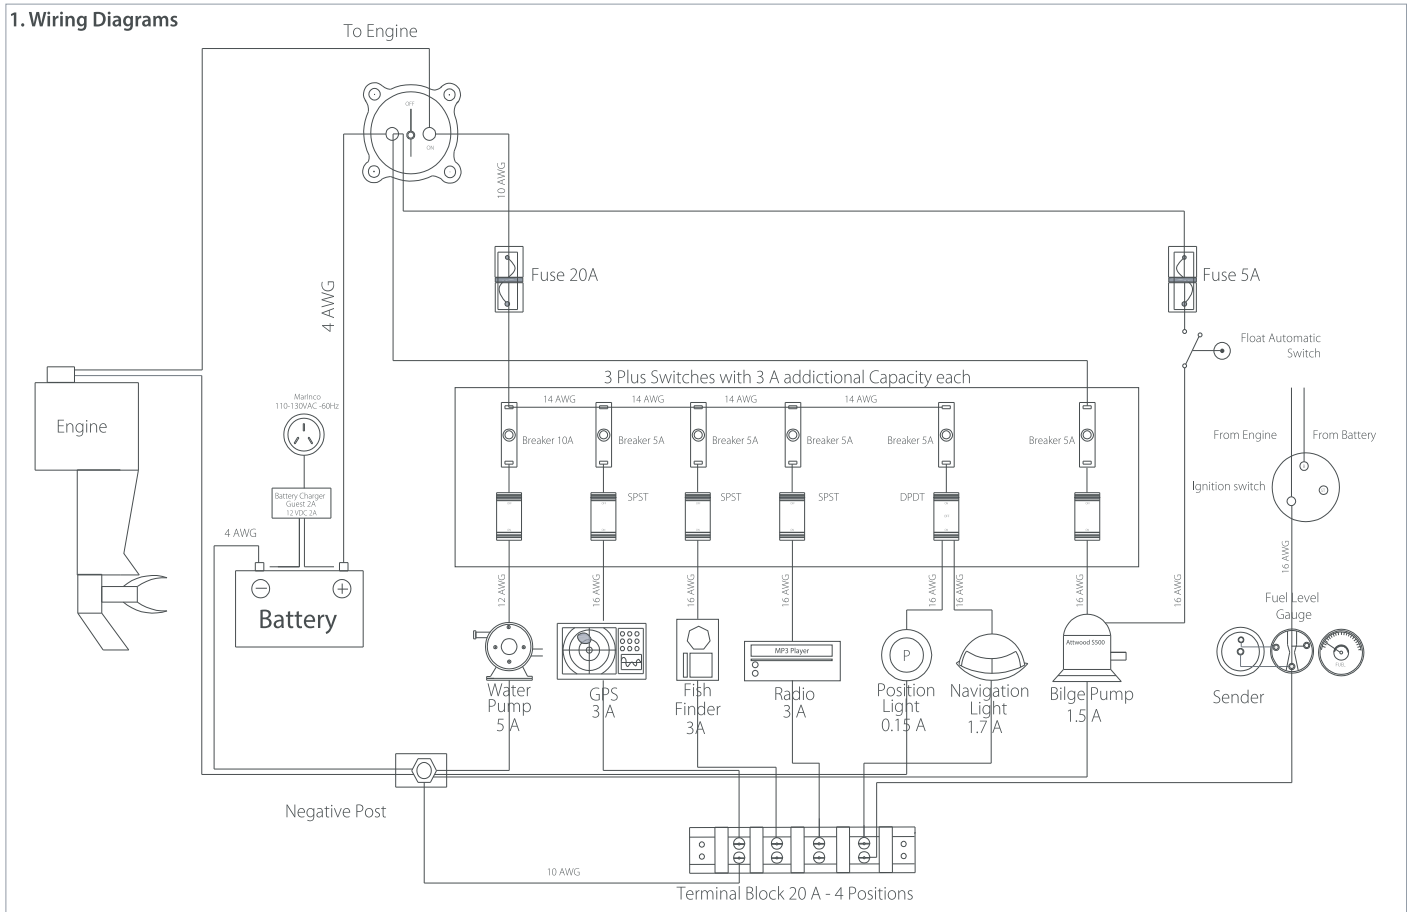 1. Wiring Diagrams
To Engine
OFF
ON
10 AWG
Fuse 20A
Fuse 5A
4 AWG
Float Automatic
Switch
3 Plus Switches with 3 A addictional Capacity each
14 AWG
14 AWG
14 AWG
14 AWG
Marinco
110-130VAC -60Hz
Engine
Breaker 10A
Breaker 5A
Breaker 5A
Breaker 5A
Breaker 5A
Breaker 5A
From Engine
From Battery
Ignition switch
Battery Charger
Guest 2A
12 VDC 2A
SPST
SPST
SPST
DPDT
4 AWG
12 AWG
16 AWG
16 AWG
16 AWG
16 AWG
16 AWG
16 AWG
16 AWG
16 AWG
Battery
Fuel Level
Gauge
P
MP3 Player
Attwood S500
FUEL
Water
Pump
5 A
GPS
3 A
Fish
Finder
3A
Radio
3 A
Position
Light
0.15 A
Navigation
Light
1.7 A
Bilge Pump
1.5 A
Sender
Negative Post
10 AWG
Terminal Block 20 A - 4 Positions